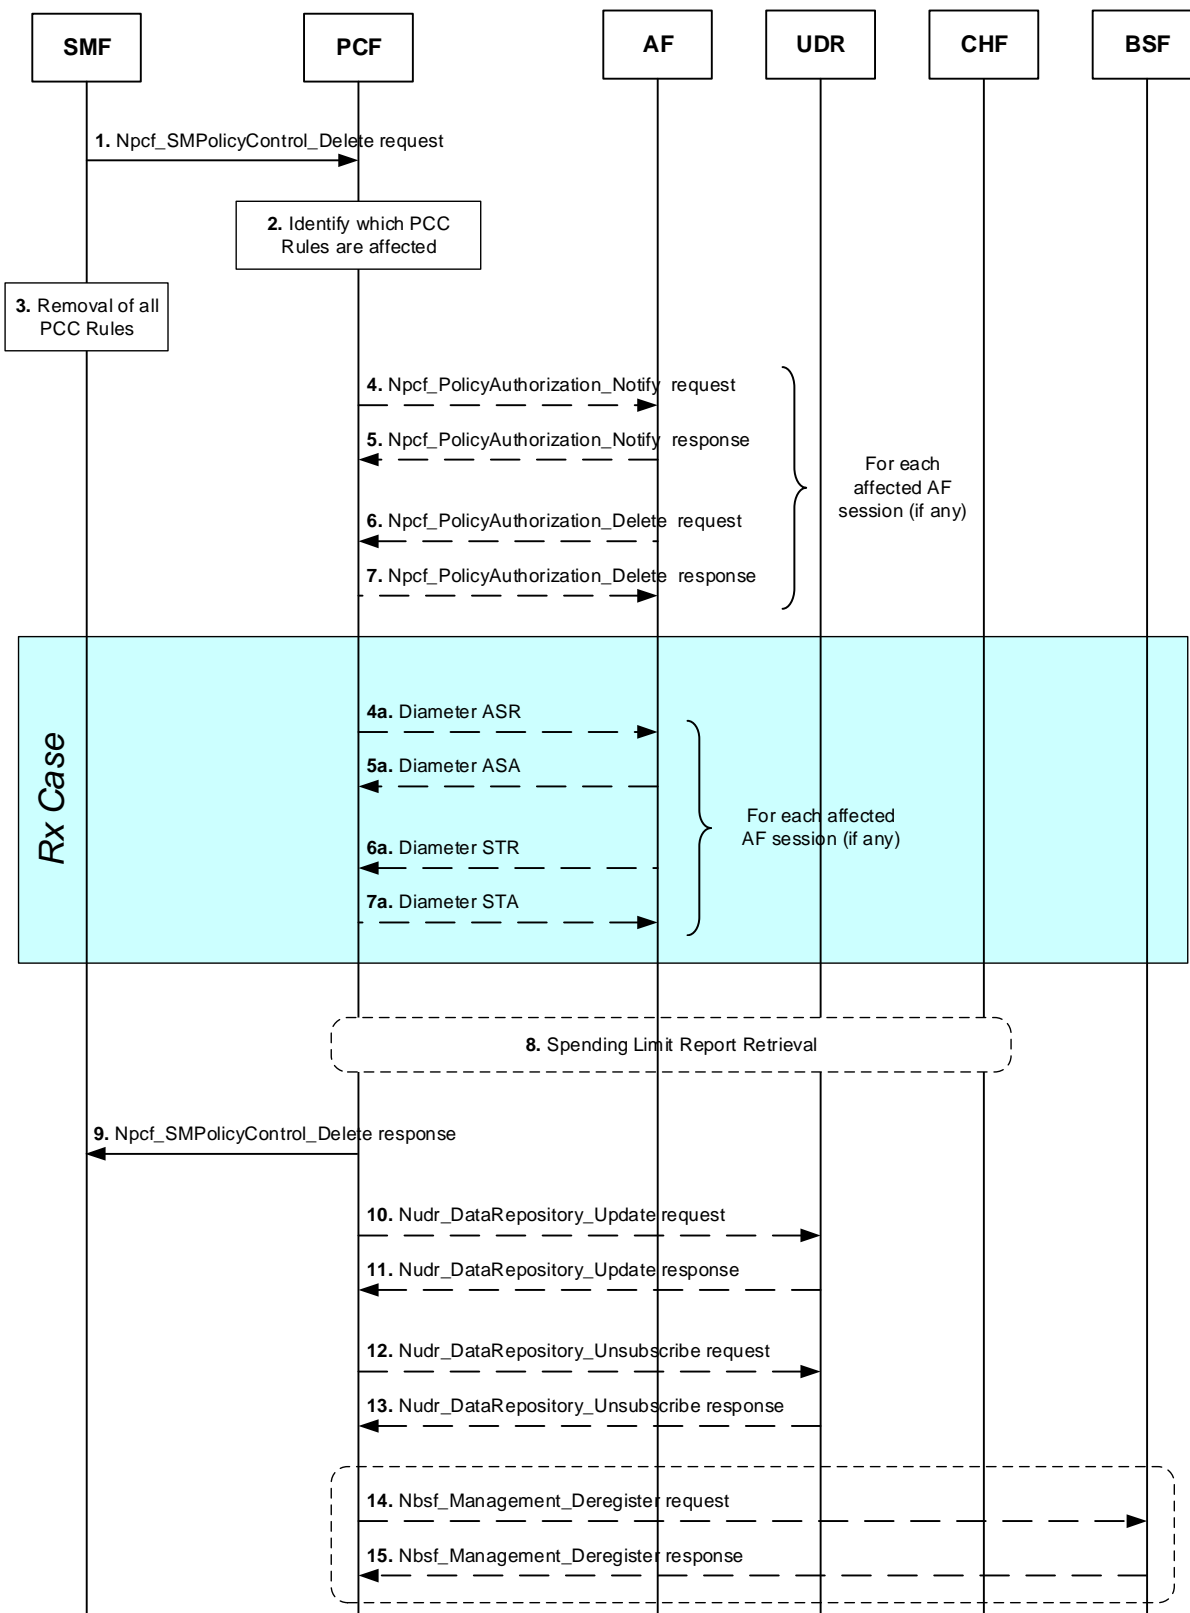 SMF
PCF
AF
UDR
CHF
BSF
1. Npcf_SMPolicyControl_Delete request
2. Identify which PCC
Rules are affected
3. Removal of all
PCC Rules
4. Npcf_PolicyAuthorization_Notify request
5. Npcf_PolicyAuthorization_Notify response
For each
affected AF
session (if any)
6. Npcf_PolicyAuthorization_Delete request
7. Npcf_PolicyAuthorization_Delete response
Rx Case
4a. Diameter ASR
5a. Diameter ASA
For each affected
AF session (if any)
6a. Diameter STR
7a. Diameter STA
8. Spending Limit Report Retrieval
9. Npcf_SMPolicyControl_Delete response
10. Nudr_DataRepository_Update request
11. Nudr_DataRepository_Update response
12. Nudr_DataRepository_Unsubscribe request
13. Nudr_DataRepository_Unsubscribe response
14. Nbsf_Management_Deregister request
15. Nbsf_Management_Deregister response